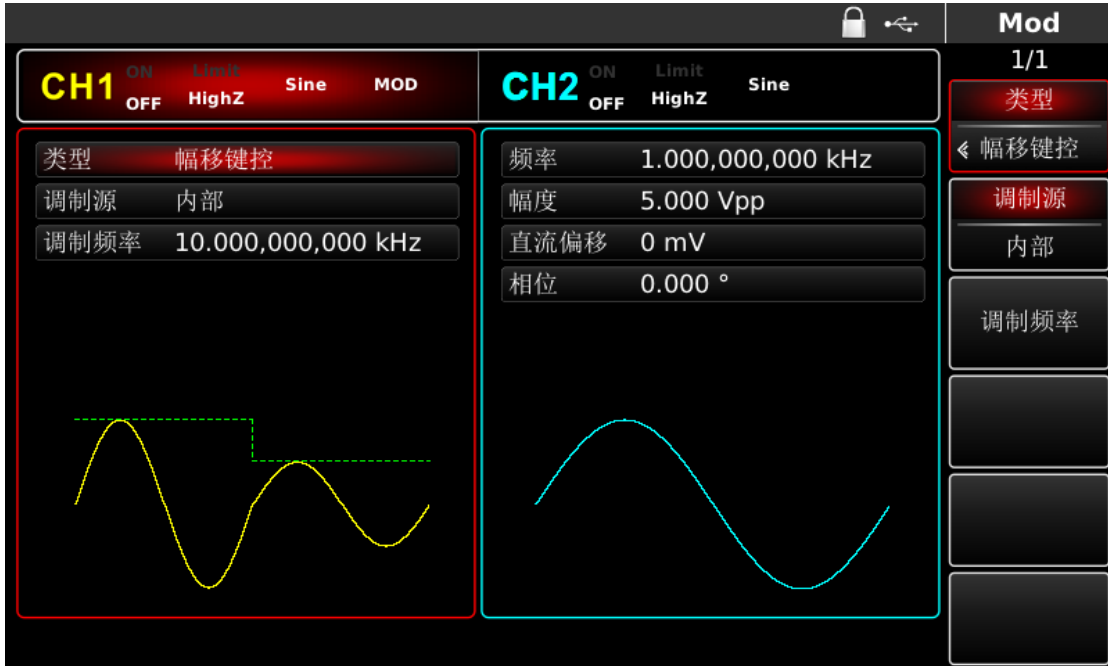 Mod
1/1
CH1 ON OFF Limit HighZ Sine MOD
CH2 ON OFF Limit HighZ Sine
类型 幅移键控
调制源 内部
调制频率 10.000,000,000 kHz
频率 1.000,000,000 kHz
幅度 5.000 Vpp
直流偏移 0 mV
相位 0.000 °
类型
幅移键控
调制源
内部
调制频率